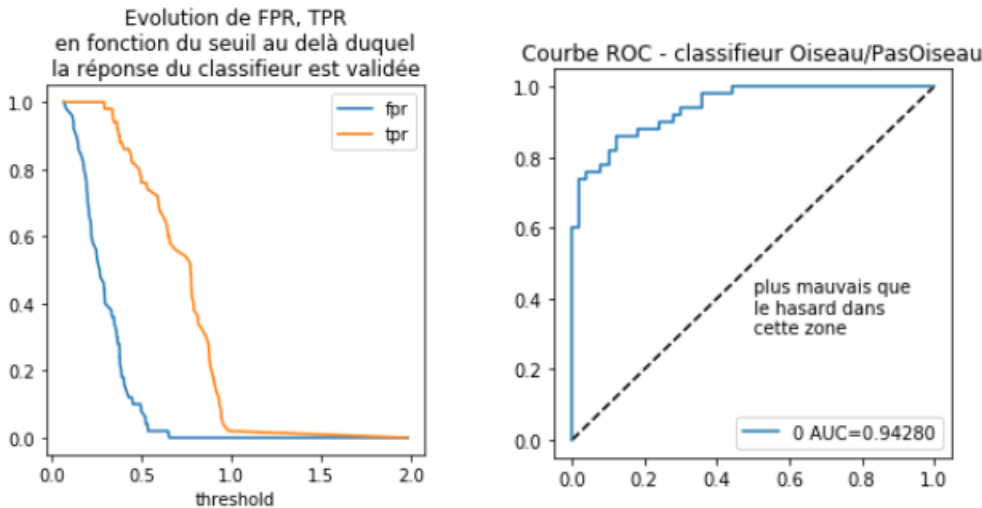 Evolution de FPR, TPR
en fonction du seuil au delà duquel
la réponse du classifieur est validée
1.0
0.8
0.6
0.4
0.2
0.0
fpr
tpr
0.0 0.5 1.0 1.5 2.0
threshold
Courbe ROC - classifieur Oiseau/PasOiseau
1.0
0.8
0.6
0.4
0.2
0.0
plus mauvais que
le hasard dans
cette zone
0 AUC=0.94280
0.0 0.2 0.4 0.6 0.8 1.0